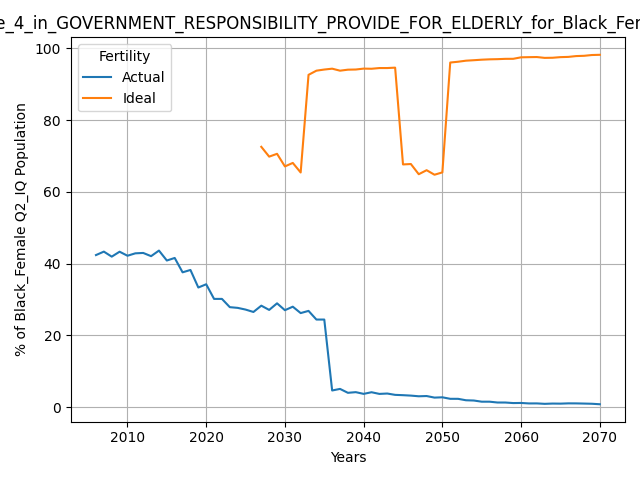 e_4_in_GOVERNMENT_RESPONSIBILITY_PROVIDE_FOR_ELDERLY_for_Black_Fe
Fertility
Actual
Ideal
% of Black_Female Q2_IQ Population
100
80
60
40
20
0
2010 2020 2030 2040 2050 2060 2070
Years